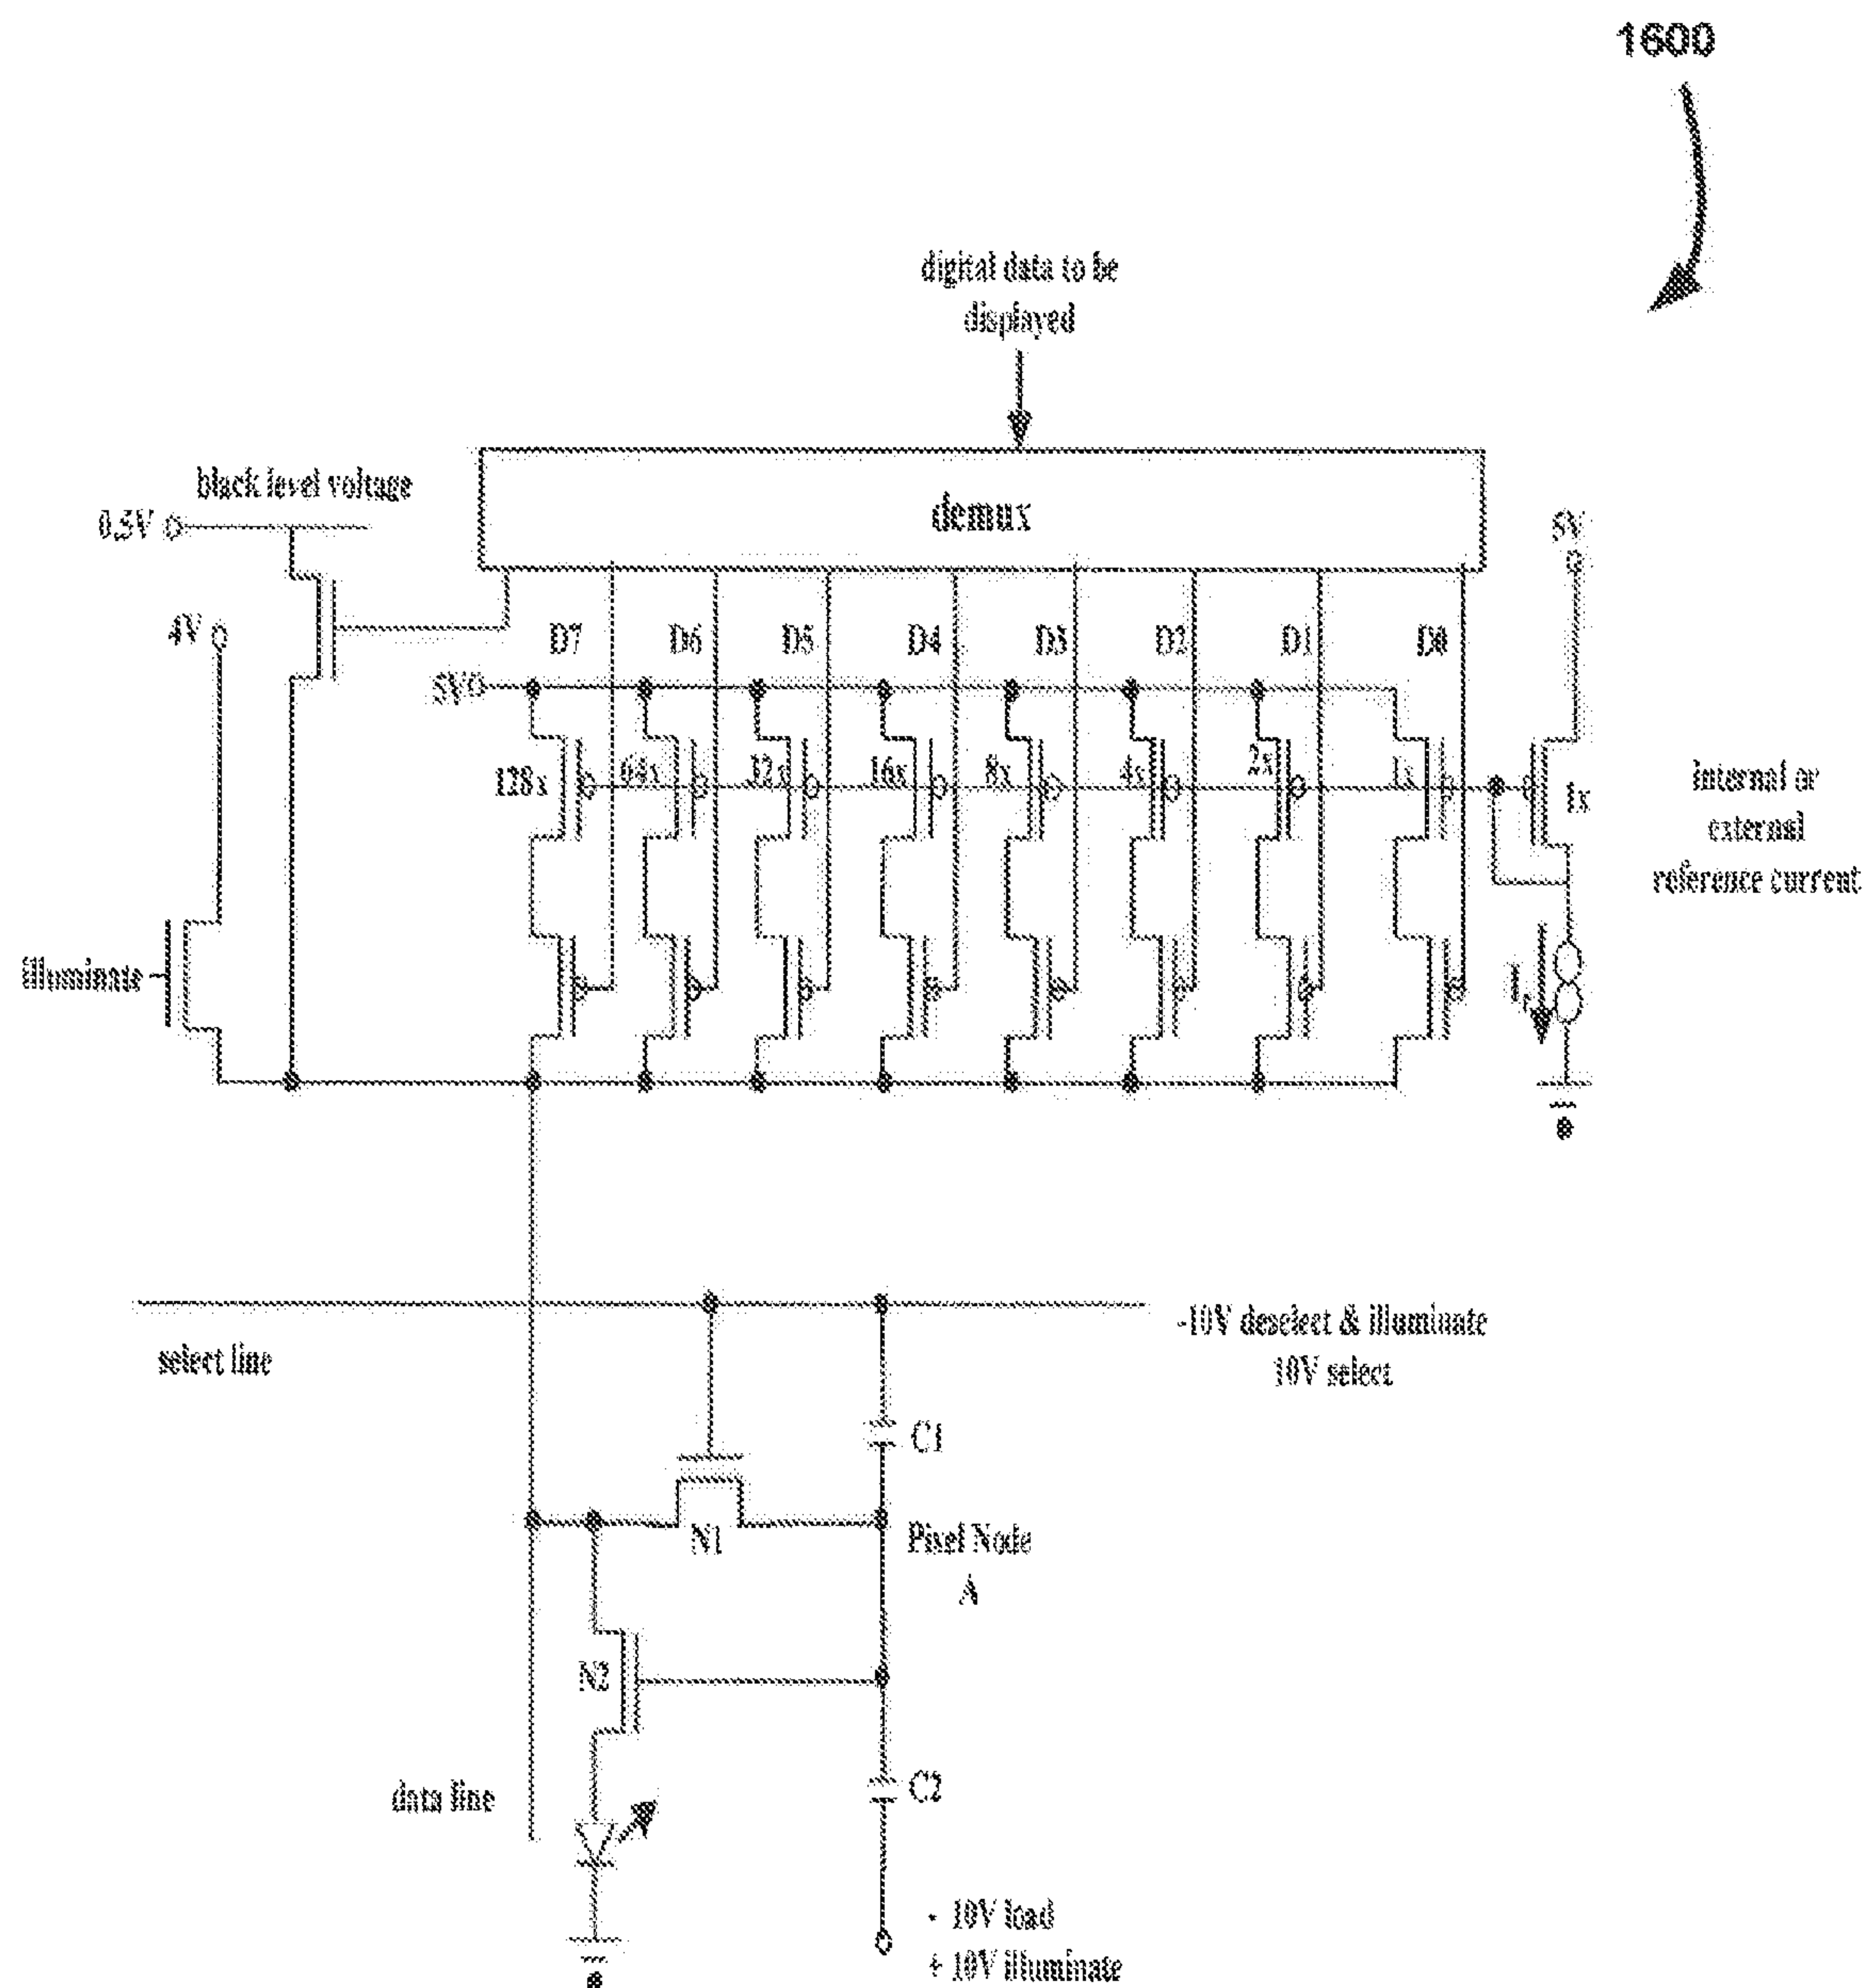 1600
digital data to be
displayed
black level voltage
0.5V
demux
5V
4V
D7
D6
D5
D4
D3
D2
D1
D0
5V
128x
64x
32x
16x
8x
4x
2x
1x
1x
Internal or
external
reference current
illuminate
-10V deselect & illuminate
10V select
select line
C1
N1
Pixel Node
A
N2
data line
C2
- 10V load
+ 10V illuminate